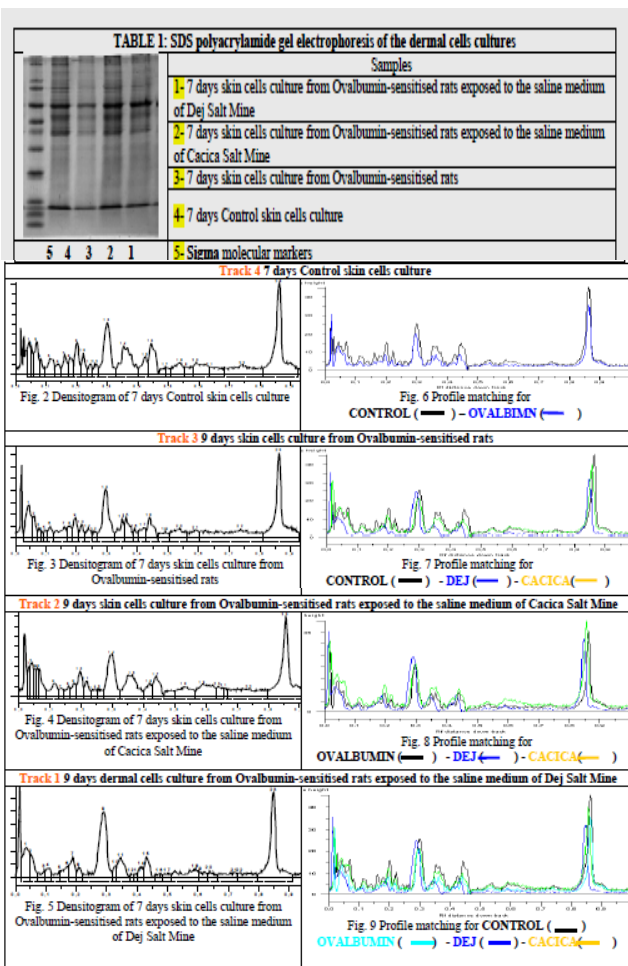 TABLE 1: SDS polyacrylamide gel electrophoresis of the dermal cells cultures
Samples
1- 7 days skin cells culture from Ovalbumin-sensitised rats exposed to the saline medium
of Dej Salt Mine
2- 7 days skin cells culture from Ovalbumin-sensitised rats exposed to the saline medium
of Cacica Salt Mine
3- 7 days skin cells culture from Ovalbumin-sensitised rats
4- 7 days Control skin cells culture
5- Sigma molecular markers
5 4 3 2 1
Track 4 7 days Control skin cells culture
Fig. 2 Densitogram of 7 days Control skin cells culture
Fig. 6 Profile matching for
CONTROL ( ) – OVALBIMN ( )
Track 3 9 days skin cells culture from Ovalbumin-sensitised rats
Fig. 3 Densitogram of 7 days skin cells culture from
Ovalbumin-sensitised rats
Fig. 7 Profile matching for
CONTROL ( ) - DEJ ( ) - CACICA( )
Track 2 9 days skin cells culture from Ovalbumin-sensitised rats exposed to the saline medium of Cacica Salt Mine
Fig. 4 Densitogram of 7 days skin cells culture from
Ovalbumin-sensitised rats exposed to the saline medium
of Cacica Salt Mine
Fig. 8 Profile matching for
OVALBUMIN ( ) - DEJ ( ) - CACICA( )
Track 1 9 days dermal cells culture from Ovalbumin-sensitised rats exposed to the saline medium of Dej Salt Mine
Fig. 5 Densitogram of 7 days skin cells culture from
Ovalbumin-sensitised rats exposed to the saline medium
of Dej Salt Mine
Fig. 9 Profile matching for CONTROL ( )
OVALBUMIN ( ) - DEJ ( ) - CACICA( )